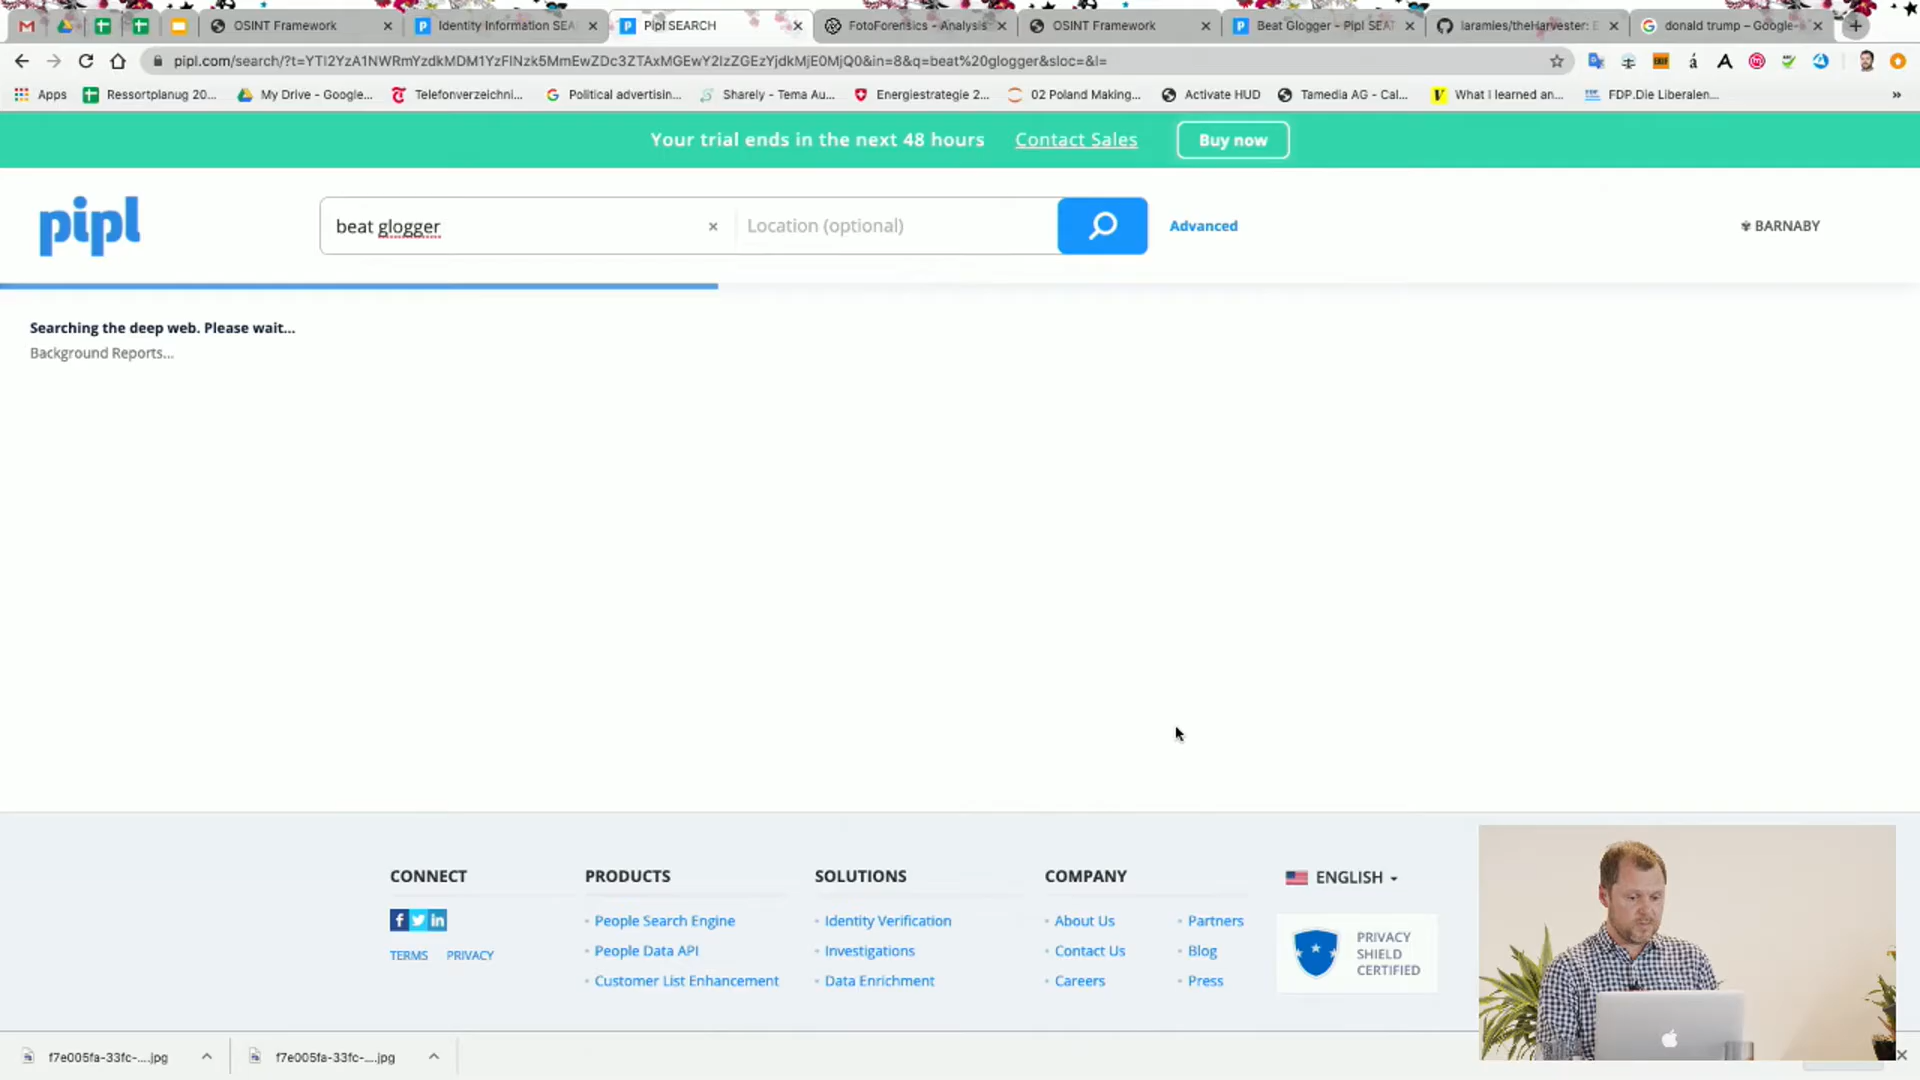 OSINT Framework
Identity Information SEA
Pipl SEARCH
FotoForensics - Analysis
OSINT Framework
Beat Glogger - Pipl SEAT
laramies/theHarvester: E
donald trump – Google-
pipl.com/search/?t=YTI2YzA1NWRmYzdkMDM1YzFlNzk5MmEwZDc3ZTAxMGEwY2IzZGEzYjdkMjE0MjQ0&in=8&q=beat%20glogger&sloc=&l=
Apps
Ressortplanug 20...
My Drive - Google...
Telefonverzeichni...
Political advertisin...
Sharely - Tema Au...
Energiestrategie 2...
02 Poland Making...
Activate HUD
Tamedia AG - Cal...
What I learned an...
FDP.Die Liberalen...
»
Your trial ends in the next 48 hours
Contact Sales
Buy now
pipl
beat glogger
Location (optional)
Advanced
BARNABY
Searching the deep web. Please wait...
Background Reports...
CONNECT
TERMS
PRIVACY
PRODUCTS
People Search Engine
People Data API
Customer List Enhancement
SOLUTIONS
Identity Verification
Investigations
Data Enrichment
COMPANY
About Us
Contact Us
Careers
Partners
Blog
Press
ENGLISH
PRIVACY
SHIELD
CERTIFIED
f7e005fa-33fc-....jpg
f7e005fa-33fc-....jpg